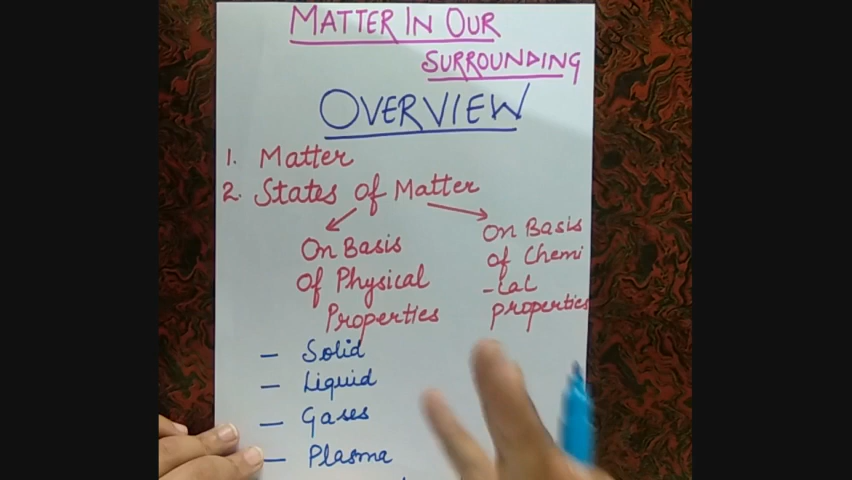 MATTER IN OUR
SURROUNDING
OVERVIEW
1. Matter
2. States of Matter
On Basis
of Physical
Properties
On Basis
of Chemi
-cal
properties
- Solid
- Liquid
- Gases
- Plasma